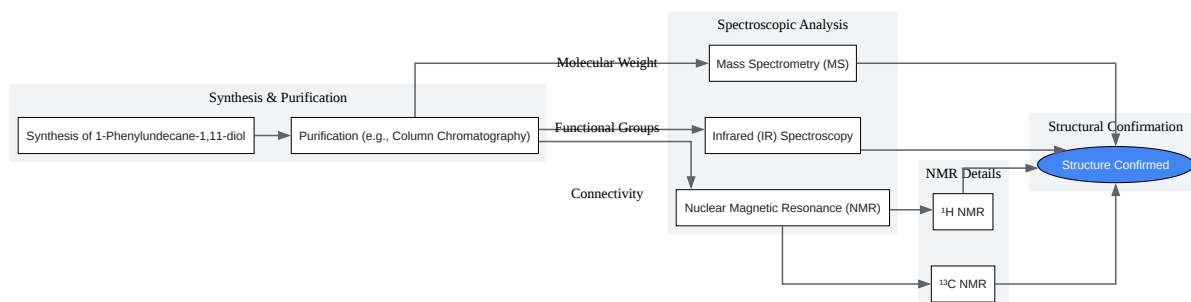 Spectroscopic Analysis
Molecular Weight
Mass Spectrometry (MS)
Synthesis & Purification
Synthesis of 1-Phenylundecane-1,11-diol
Purification (e.g., Column Chromatography)
Functional Groups
Infrared (IR) Spectroscopy
Structural Confirmation
Structure Confirmed
NMR Details
Connectivity
Nuclear Magnetic Resonance (NMR)
¹H NMR
¹³C NMR